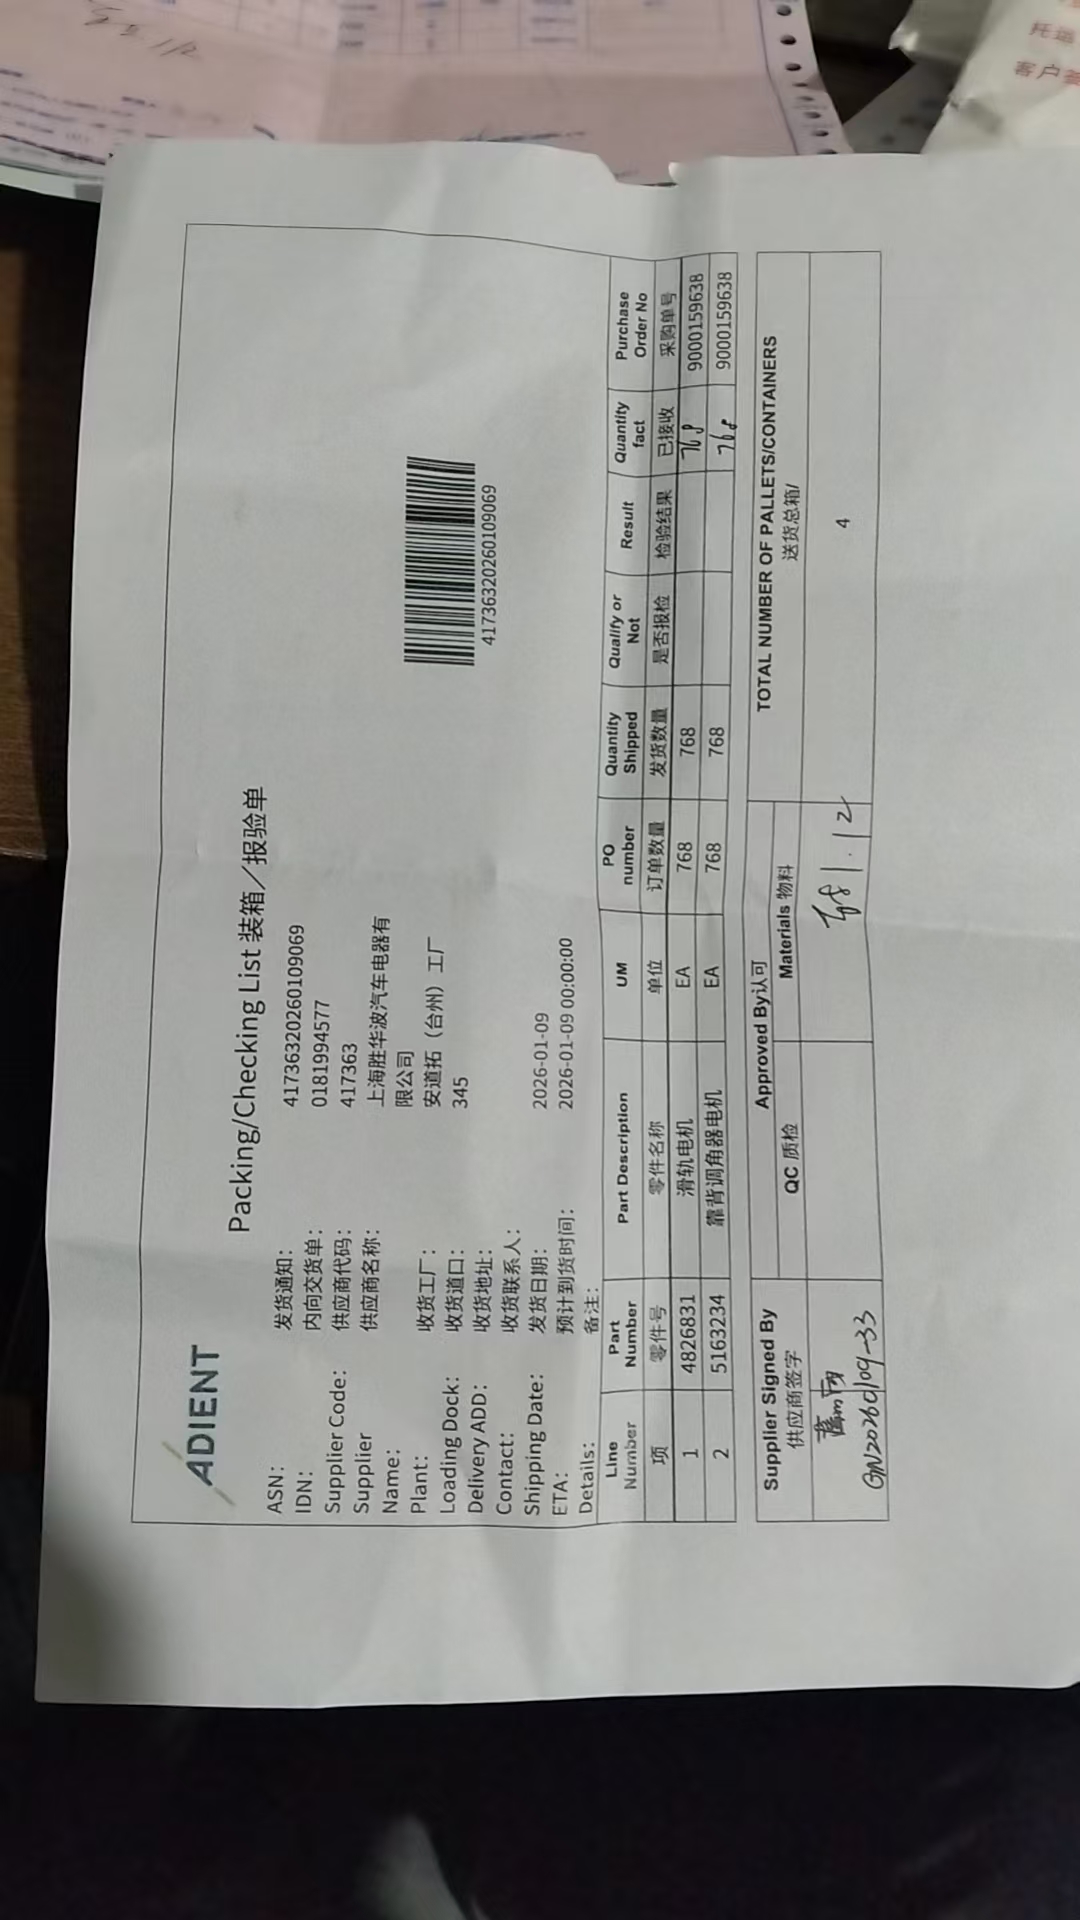 ADIENT
Packing/Checking List 装箱／报验单
ASN: 发货通知: 41736320260109069
IDN: 内向交货单: 0181994577
Supplier Code: 供应商代码: 417363
Supplier Name: 供应商名称: 上海胜华波汽车电器有
限公司
Plant: 收货工厂: 安道拓（台州）工厂
Loading Dock: 收货道口: 345
Delivery ADD: 收货地址:
Contact: 收货联系人:
Shipping Date: 发货日期: 2026-01-09
ETA: 预计到货时间: 2026-01-09 00:00:00
Details: 备注:
41736320260109069
Line Number Part Number Part Description UM PO number Quantity Shipped Qualify or Not Result Quantity fact Purchase Order No
项 零件号 零件名称 单位 订单数量 发货数量 是否报检 检验结果 已接收 采购单号
1 4826831 滑轨电机 EA 768 768 768 9000159638
2 5163234 靠背调角器电机 EA 768 768 768 9000159638
Supplier Signed By Approved By认可 TOTAL NUMBER OF PALLETS/CONTAINERS
供应商签字 QC 质检 Materials 物料 送货总箱/
1.12 4
GN20260109-33
托运
客户签